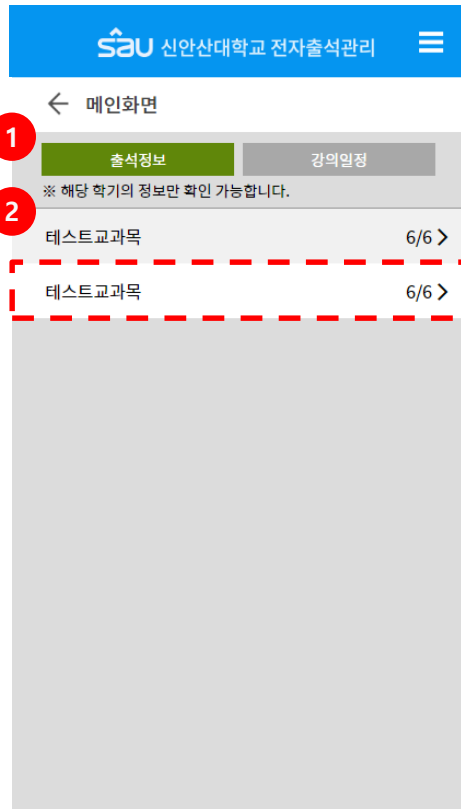 sâu 신안산대학교 전자출석관리
메인화면
1
출석정보 강의일정
※ 해당 학기의 정보만 확인 가능합니다.
2
테스트교과목 6/6
테스트교과목 6/6